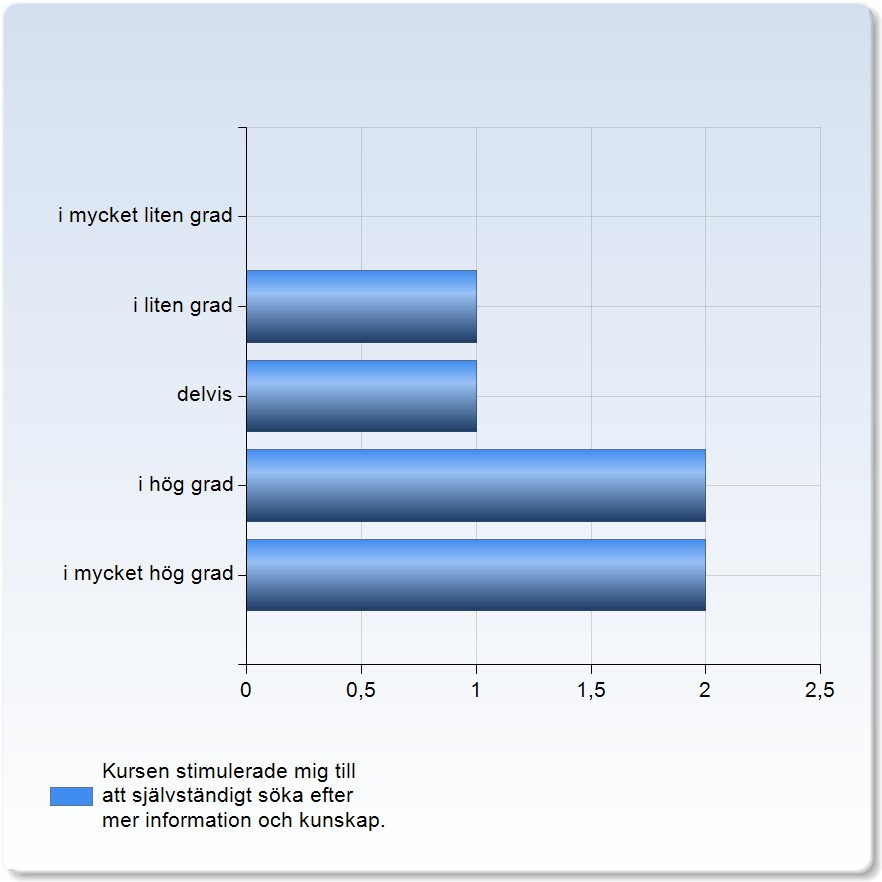 i mycket liten grad
i liten grad
delvis
i hög grad
i mycket hög grad
0 0,5 1 1,5 2 2,5
Kursen stimulerade mig till
att självständigt söka efter
mer information och kunskap.